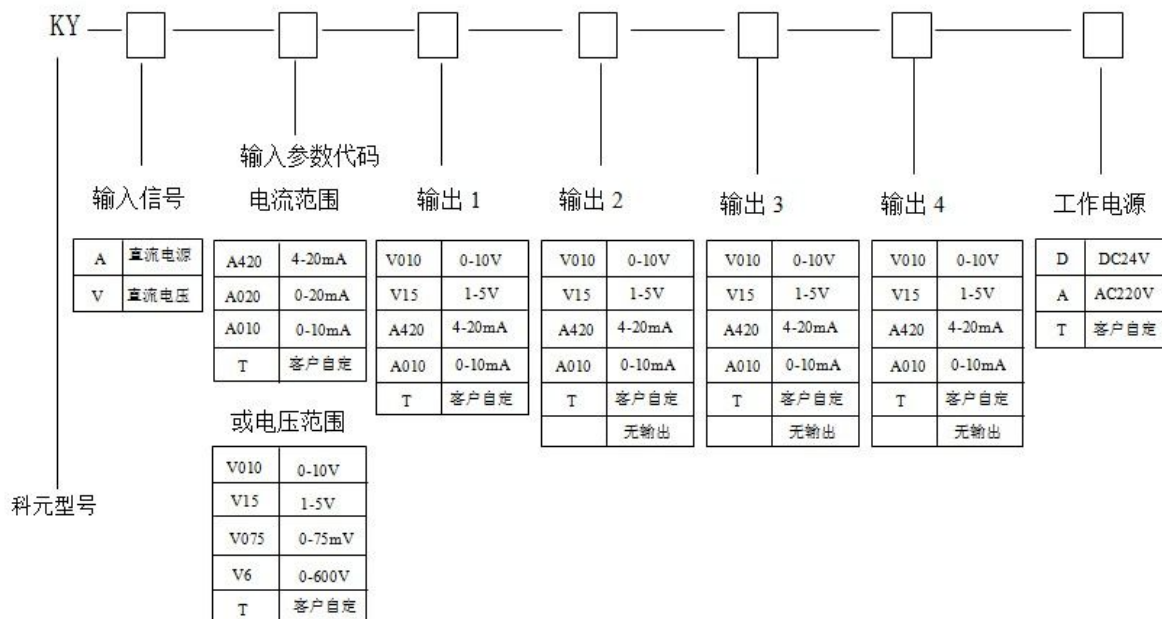 KY
输入参数代码
输入信号
电流范围
输出 1
输出 2
输出 3
输出 4
工作电源
A 直流电源
V 直流电压
A420 4-20mA
A020 0-20mA
A010 0-10mA
T 客户自定
V010 0-10V
V15 1-5V
A420 4-20mA
A010 0-10mA
T 客户自定
V010 0-10V
V15 1-5V
A420 4-20mA
A010 0-10mA
T 客户自定
无输出
V010 0-10V
V15 1-5V
A420 4-20mA
A010 0-10mA
T 客户自定
无输出
V010 0-10V
V15 1-5V
A420 4-20mA
A010 0-10mA
T 客户自定
无输出
D DC24V
A AC220V
T 客户自定
或电压范围
V010 0-10V
V15 1-5V
V075 0-75mV
V6 0-600V
T 客户自定
科元型号